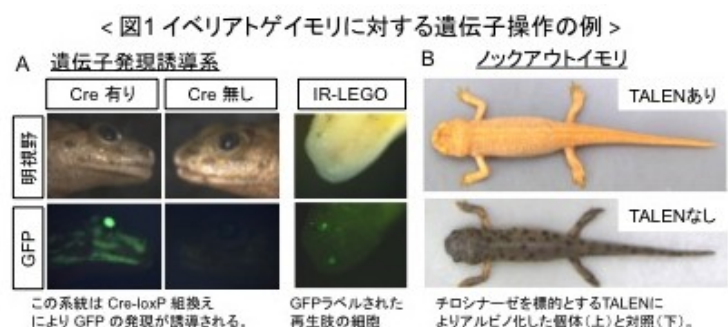 <図1 イベリアトゲイモリに対する遺伝子操作の例>
A 遺伝子発現誘導系
B ノックアウトイモリ
Cre 有り
Cre 無し
IR-LEGO
明視野
GFP
TALENあり
TALENなし
この系統は Cre-loxP 組換え
により GFP の発現が誘導される。
GFPラベルされた
再生肢の細胞
チロシナーゼを標的とするTALENに
よりアルビノ化した個体(上)と対照(下)。